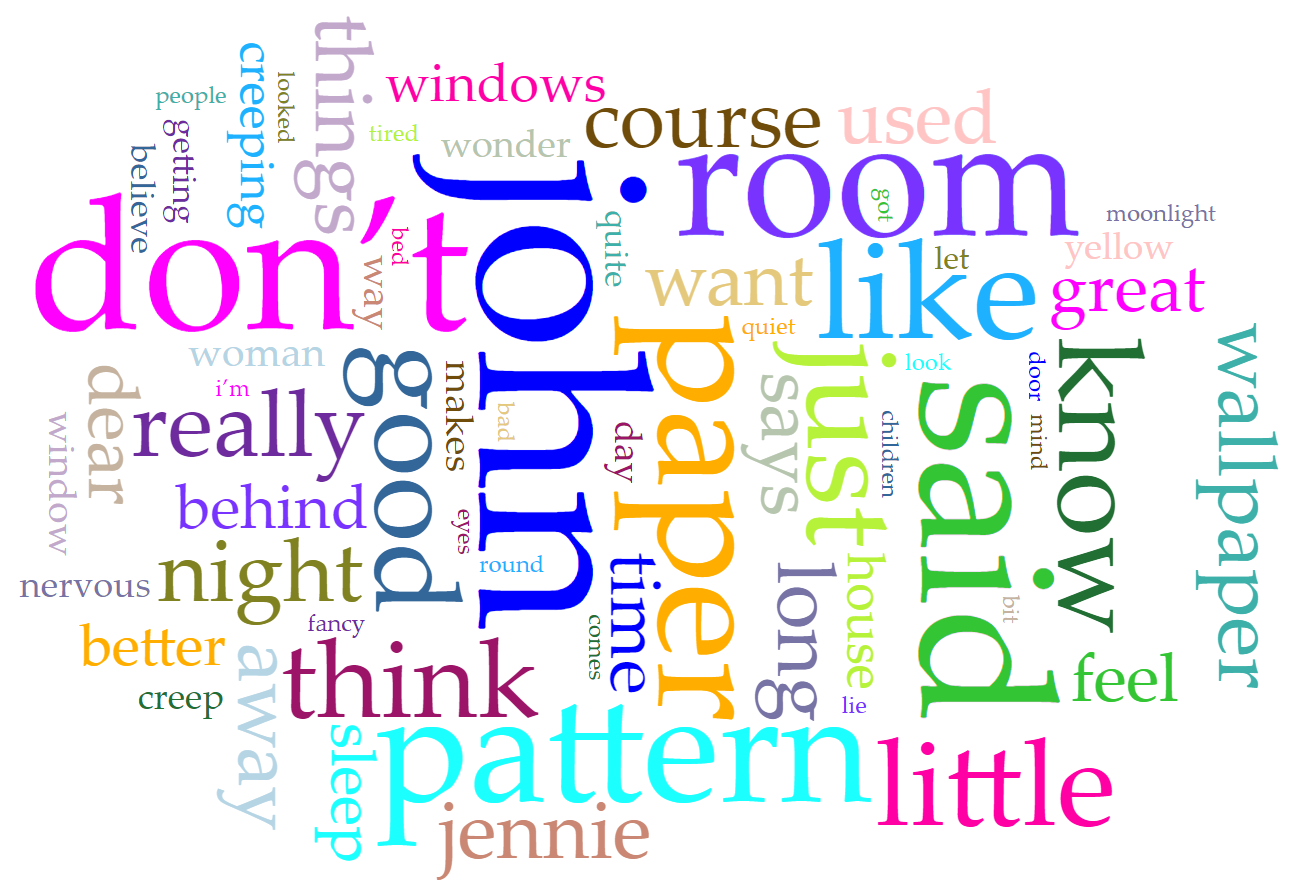 things
creeping
looked
windows
people
getting
tired
wonder
course
used
believe
john
room
got
moonlight
don’t
bed
way
quite
want
like
let
yellow
great
woman
i’m
good
makes
bad
paper
quiet
says
just
look
children
said
door
mind
know
wallpaper
dear
really
window
behind
day
eyes
round
night
nervous
fancy
better
creep
away
think
comes
time
long
house
lie
bit
feel
sleep
pattern
jennie
little